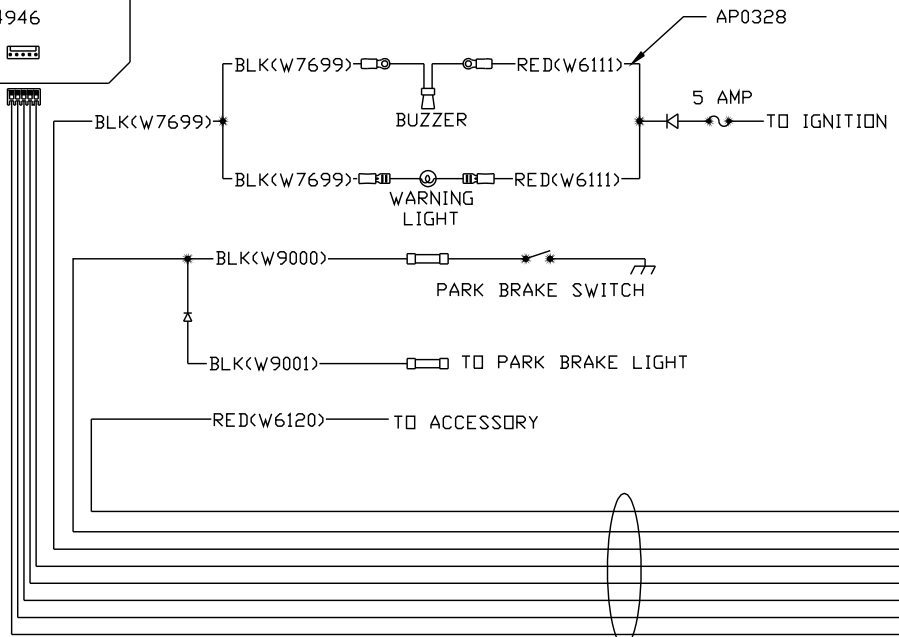 4946
AP0328
BLK(W7699)
RED(W6111)
5 AMP
BUZZER
BLK(W7699)
TO IGNITION
BLK(W7699)
RED(W6111)
WARNING
LIGHT
BLK(W9000)
PARK BRAKE SWITCH
BLK(W9001)
TO PARK BRAKE LIGHT
RED(W6120)
TO ACCESSORY